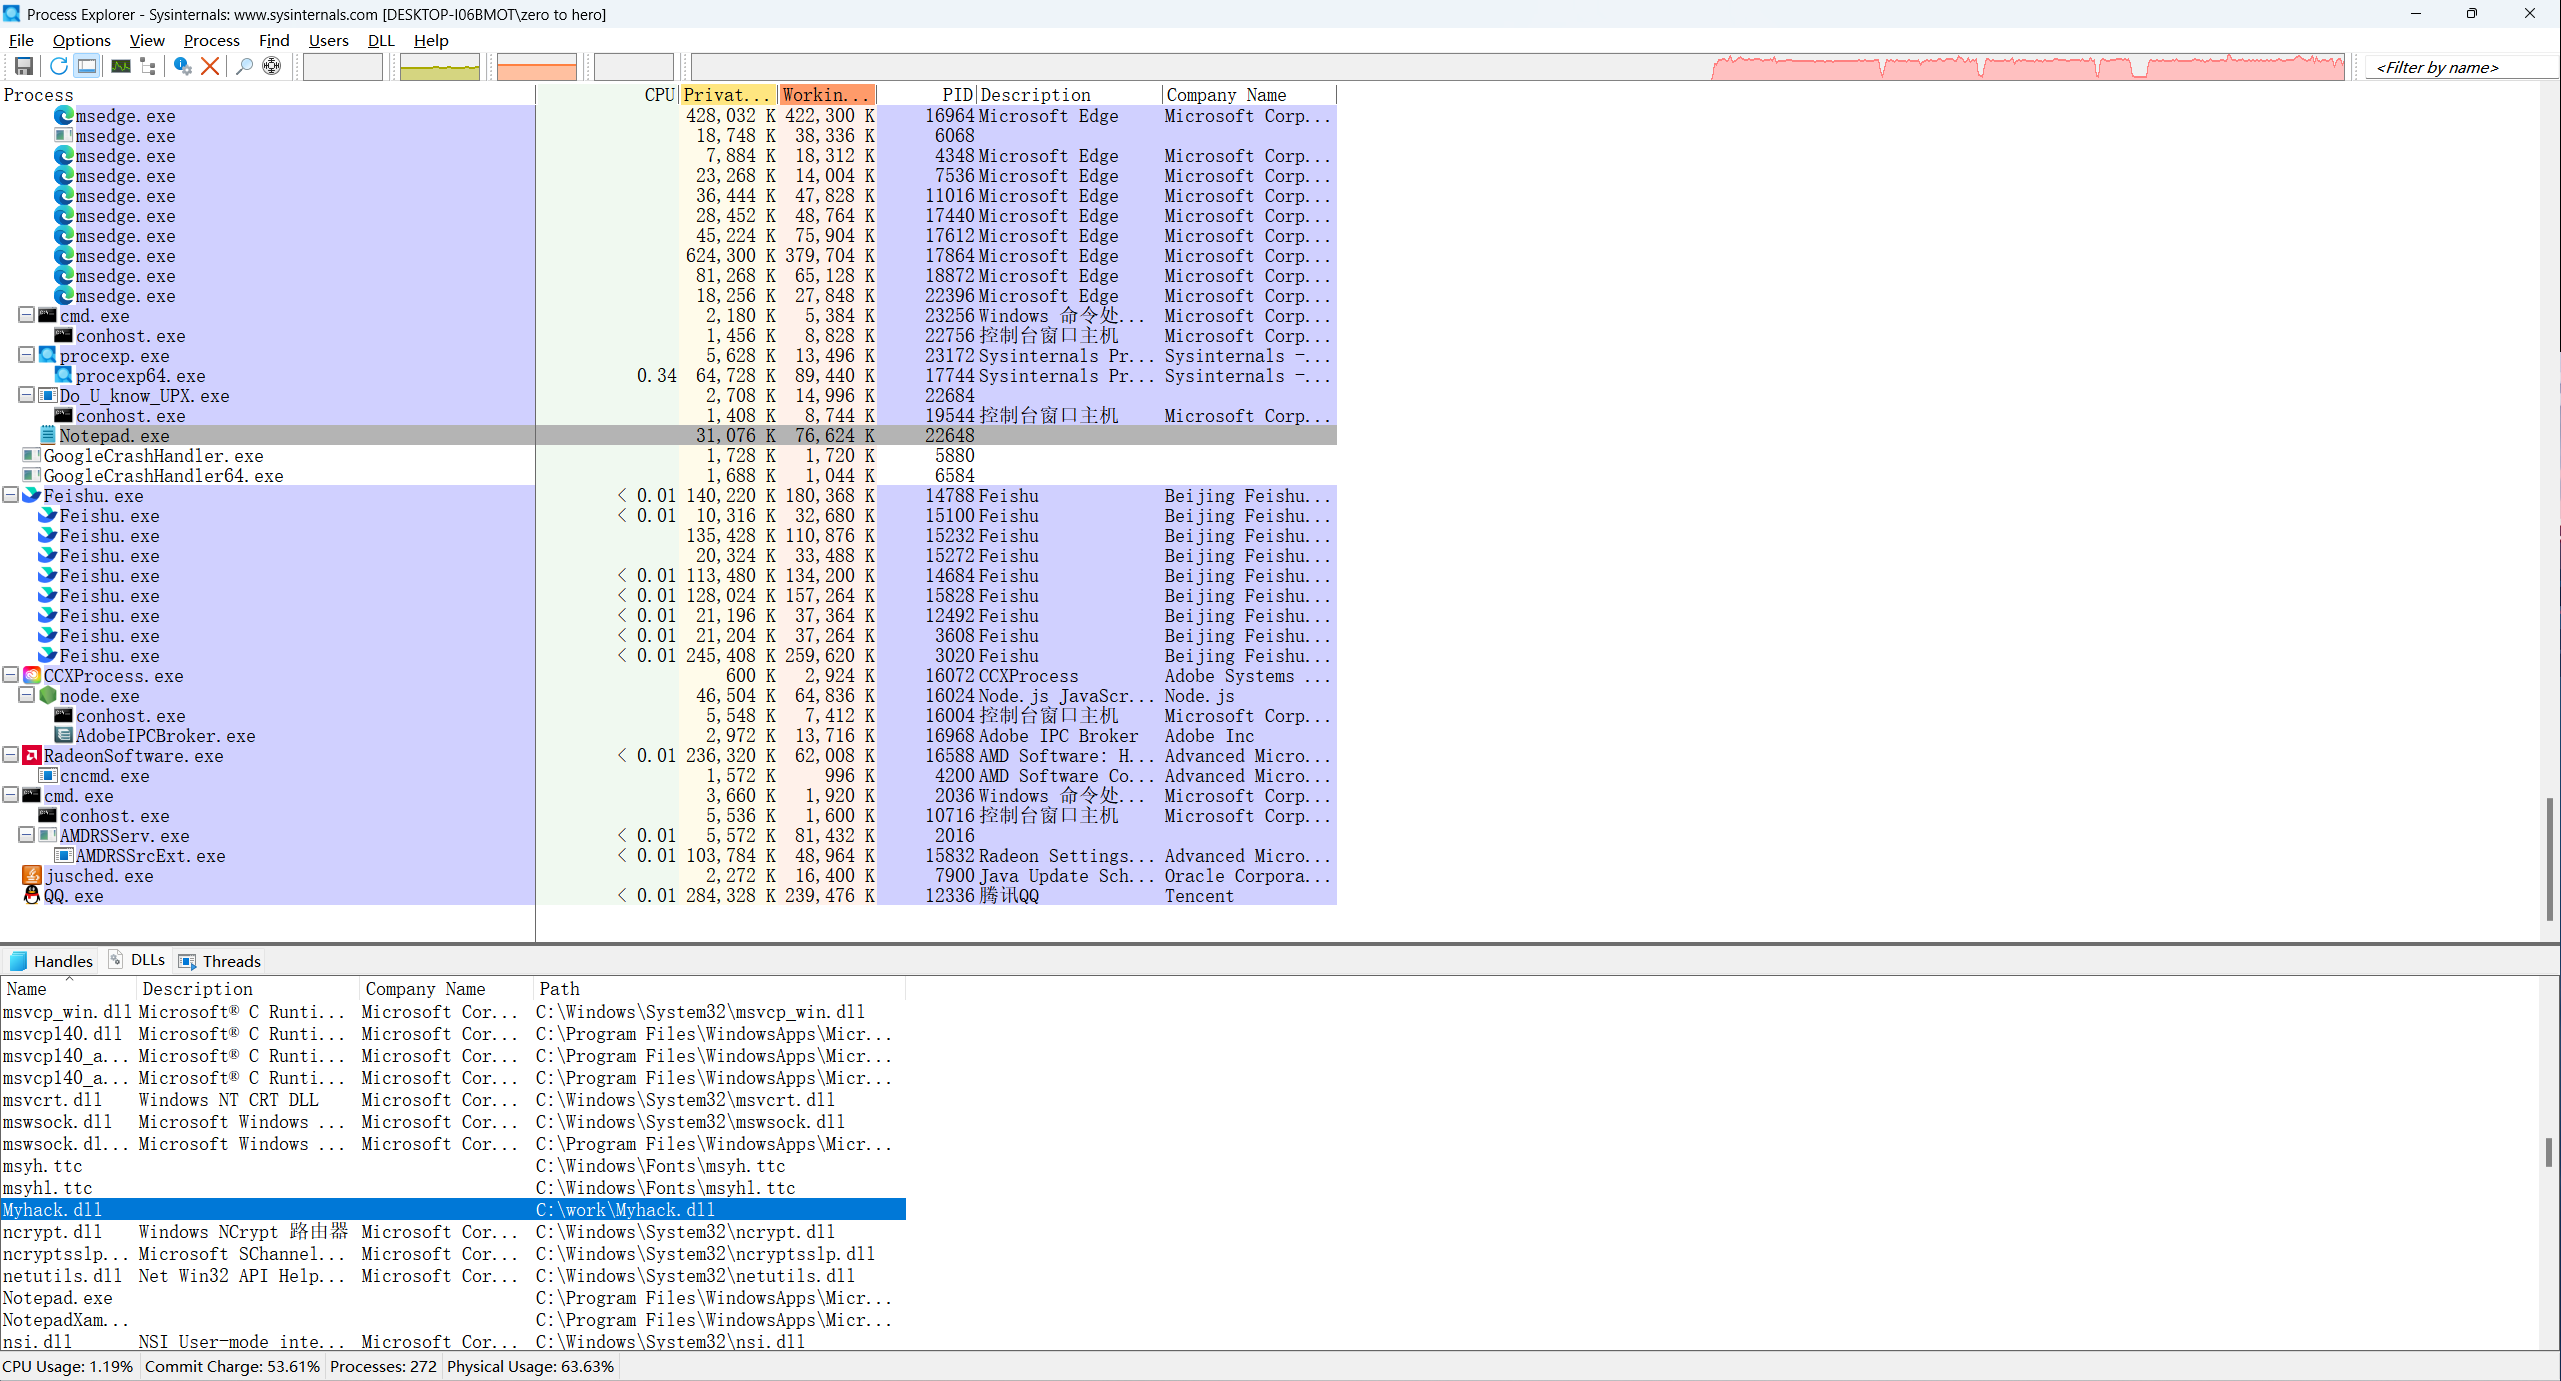 Process Explorer - Sysinternals: www.sysinternals.com [DESKTOP-I06BMOT\zero to hero]
File Options View Process Find Users DLL Help
<Filter by name>
Process CPU Privat... Workin... PID Description Company Name
msedge.exe 428,032 K 422,300 K 16964 Microsoft Edge Microsoft Corp...
msedge.exe 18,748 K 38,336 K 6068
msedge.exe 7,884 K 18,312 K 4348 Microsoft Edge Microsoft Corp...
msedge.exe 23,268 K 14,004 K 7536 Microsoft Edge Microsoft Corp...
msedge.exe 36,444 K 47,828 K 11016 Microsoft Edge Microsoft Corp...
msedge.exe 28,452 K 48,764 K 17440 Microsoft Edge Microsoft Corp...
msedge.exe 45,224 K 75,904 K 17612 Microsoft Edge Microsoft Corp...
msedge.exe 624,300 K 379,704 K 17864 Microsoft Edge Microsoft Corp...
msedge.exe 81,268 K 65,128 K 18872 Microsoft Edge Microsoft Corp...
msedge.exe 18,256 K 27,848 K 22396 Microsoft Edge Microsoft Corp...
cmd.exe 2,180 K 5,384 K 23256 Windows 命令处... Microsoft Corp...
conhost.exe 1,456 K 8,828 K 22756 控制台窗口主机 Microsoft Corp...
procexp.exe 5,628 K 13,496 K 23172 Sysinternals Pr... Sysinternals -...
procexp64.exe 0.34 64,728 K 89,440 K 17744 Sysinternals Pr... Sysinternals -...
Do_U_know_UPX.exe 2,708 K 14,996 K 22684
conhost.exe 1,408 K 8,744 K 19544 控制台窗口主机 Microsoft Corp...
Notepad.exe 31,076 K 76,624 K 22648
GoogleCrashHandler.exe 1,728 K 1,720 K 5880
GoogleCrashHandler64.exe 1,688 K 1,044 K 6584
Feishu.exe < 0.01 140,220 K 180,368 K 14788 Feishu Beijing Feishu...
Feishu.exe < 0.01 10,316 K 32,680 K 15100 Feishu Beijing Feishu...
Feishu.exe 135,428 K 110,876 K 15232 Feishu Beijing Feishu...
Feishu.exe 20,324 K 33,488 K 15272 Feishu Beijing Feishu...
Feishu.exe < 0.01 113,480 K 134,200 K 14684 Feishu Beijing Feishu...
Feishu.exe < 0.01 128,024 K 157,264 K 15828 Feishu Beijing Feishu...
Feishu.exe < 0.01 21,196 K 37,364 K 12492 Feishu Beijing Feishu...
Feishu.exe < 0.01 21,204 K 37,264 K 3608 Feishu Beijing Feishu...
Feishu.exe < 0.01 245,408 K 259,620 K 3020 Feishu Beijing Feishu...
CCXProcess.exe 600 K 2,924 K 16072 CCXProcess Adobe Systems ...
node.exe 46,504 K 64,836 K 16024 Node.js JavaScr... Node.js
conhost.exe 5,548 K 7,412 K 16004 控制台窗口主机 Microsoft Corp...
AdobeIPCBroker.exe 2,972 K 13,716 K 16968 Adobe IPC Broker Adobe Inc
RadeonSoftware.exe < 0.01 236,320 K 62,008 K 16588 AMD Software: H... Advanced Micro...
cncmd.exe 1,572 K 996 K 4200 AMD Software Co... Advanced Micro...
cmd.exe 3,660 K 1,920 K 2036 Windows 命令处... Microsoft Corp...
conhost.exe 5,536 K 1,600 K 10716 控制台窗口主机 Microsoft Corp...
AMDRSServ.exe < 0.01 5,572 K 81,432 K 2016
AMDRSSrcExt.exe < 0.01 103,784 K 48,964 K 15832 Radeon Settings... Advanced Micro...
jusched.exe 2,272 K 16,400 K 7900 Java Update Sch... Oracle Corpora...
QQ.exe < 0.01 284,328 K 239,476 K 12336 腾讯QQ Tencent
Handles DLLs Threads
Name Description Company Name Path
msvcp_win.dll Microsoft® C Runti... Microsoft Cor... C:\Windows\System32\msvcp_win.dll
msvcp140.dll Microsoft® C Runti... Microsoft Cor... C:\Program Files\WindowsApps\Micr...
msvcp140_a... Microsoft® C Runti... Microsoft Cor... C:\Program Files\WindowsApps\Micr...
msvcp140_a... Microsoft® C Runti... Microsoft Cor... C:\Program Files\WindowsApps\Micr...
msvcrt.dll Windows NT CRT DLL Microsoft Cor... C:\Windows\System32\msvcrt.dll
mswsock.dll Microsoft Windows ... Microsoft Cor... C:\Windows\System32\mswsock.dll
mswsock.dl... Microsoft Windows ... Microsoft Cor... C:\Program Files\WindowsApps\Micr...
msyh.ttc C:\Windows\Fonts\msyh.ttc
msyhl.ttc C:\Windows\Fonts\msyhl.ttc
Myhack.dll C:\work\Myhack.dll
ncrypt.dll Windows NCrypt 路由器 Microsoft Cor... C:\Windows\System32\ncrypt.dll
ncryptsslp... Microsoft SChannel... Microsoft Cor... C:\Windows\System32\ncryptsslp.dll
netutils.dll Net Win32 API Help... Microsoft Cor... C:\Windows\System32\netutils.dll
Notepad.exe C:\Program Files\WindowsApps\Micr...
NotepadXam... C:\Program Files\WindowsApps\Micr...
nsi.dll NSI User-mode inte... Microsoft Cor... C:\Windows\System32\nsi.dll
CPU Usage: 1.19% Commit Charge: 53.61% Processes: 272 Physical Usage: 63.63%